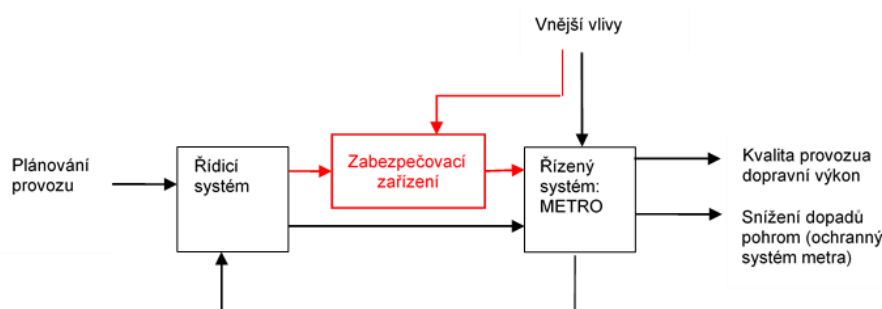 Vnější vlivy
Plánování
provozu
Řídicí
systém
Zabezpečovací
zařízení
Řízený
systém:
METRO
Kvalita provozua
dopravní výkon
Snížení dopadů
pohrom (ochranný
systém metra)